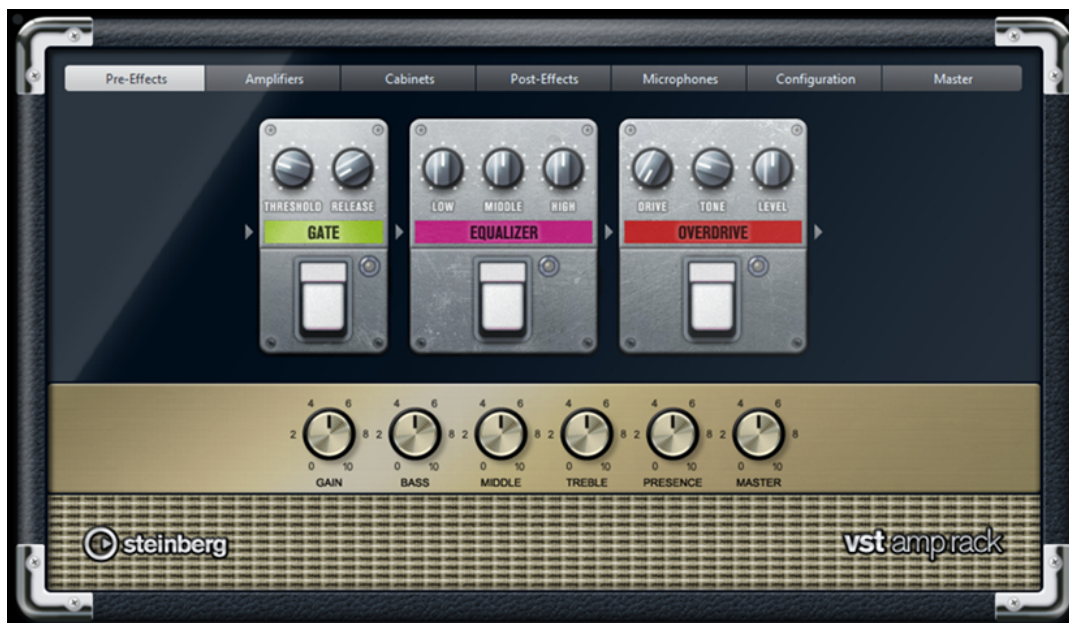 Pre-Effects Amplifiers Cabinets Post-Effects Microphones Configuration Master
THRESHOLD RELEASE LOW MIDDLE HIGH DRIVE TONE LEVEL
GATE EQUALIZER OVERDRIVE
4 6 4 6 4 6 4 6 4 6 4 6
2 8 2 8 2 8 2 8 2 8 2 8
0 10 0 10 0 10 0 10 0 10 0 10
GAIN BASS MIDDLE TREBLE PRESENCE MASTER
steinberg vst amp rack